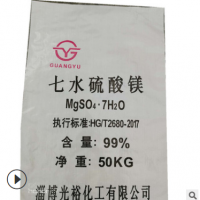 GUANGYU
七水硫酸镁
MgSO₄·7H₂O
执行标准:HG/T2680-2017
含量:99%
净重:50KG
淄博光裕化工有限公司